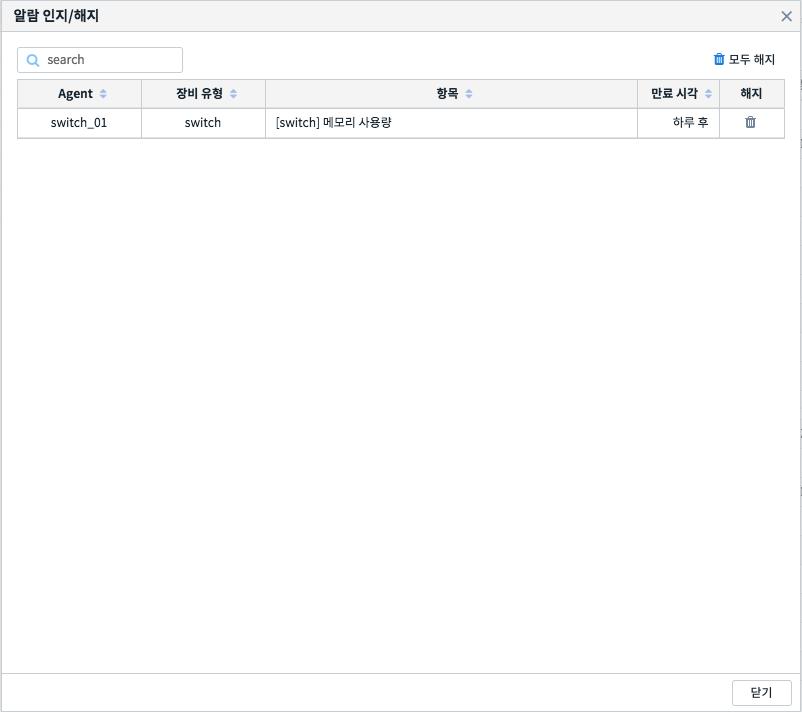 알람 인지/해지
search
모두 해지
Agent 장비 유형 항목 만료 시각 해지
switch_01 switch [switch] 메모리 사용량 하루 후
닫기